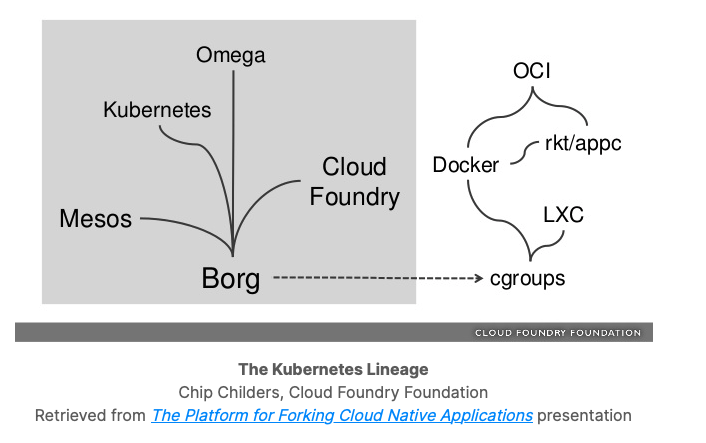 Omega
Kubernetes
Cloud
Foundry
Mesos
Borg
OCI
rkt/appc
Docker
LXC
cgroups
CLOUD FOUNDRY FOUNDATION
The Kubernetes Lineage
Chip Childers, Cloud Foundry Foundation
Retrieved from The Platform for Forking Cloud Native Applications presentation